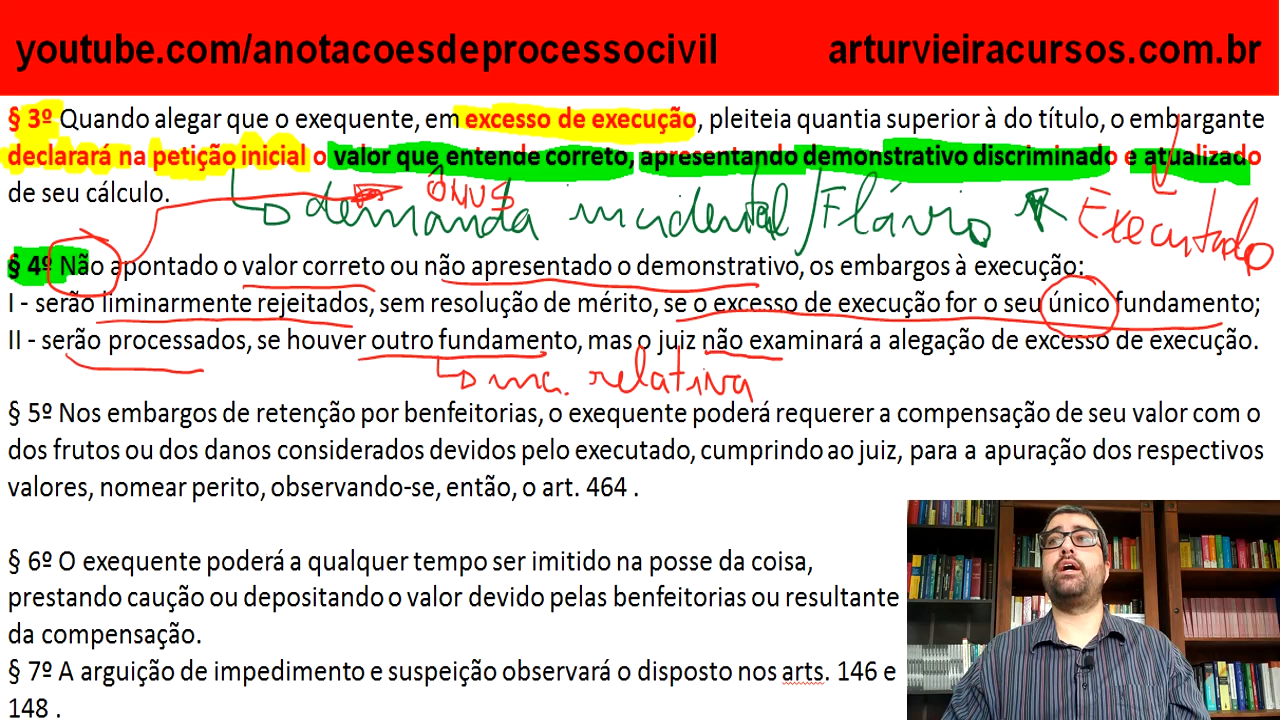 youtube.com/anotacoesdeprocessocivil arturvieiracursos.com.br
§ 3º Quando alegar que o exequente, em excesso de execução, pleiteia quantia superior à do título, o embargante
declarará na petição inicial o valor que entende correto, apresentando demonstrativo discriminado e atualizado
de seu cálculo.
ônus
demanda incidental/Flávio Executado
§ 4º Não apontado o valor correto ou não apresentado o demonstrativo, os embargos à execução:
I - serão liminarmente rejeitados, sem resolução de mérito, se o excesso de execução for o seu único fundamento;
II - serão processados, se houver outro fundamento, mas o juiz não examinará a alegação de excesso de execução.
inc. relativa
§ 5º Nos embargos de retenção por benfeitorias, o exequente poderá requerer a compensação de seu valor com o
dos frutos ou dos danos considerados devidos pelo executado, cumprindo ao juiz, para a apuração dos respectivos
valores, nomear perito, observando-se, então, o art. 464 .
§ 6º O exequente poderá a qualquer tempo ser imitido na posse da coisa,
prestando caução ou depositando o valor devido pelas benfeitorias ou resultante
da compensação.
§ 7º A arguição de impedimento e suspeição observará o disposto nos arts. 146 e
148 .